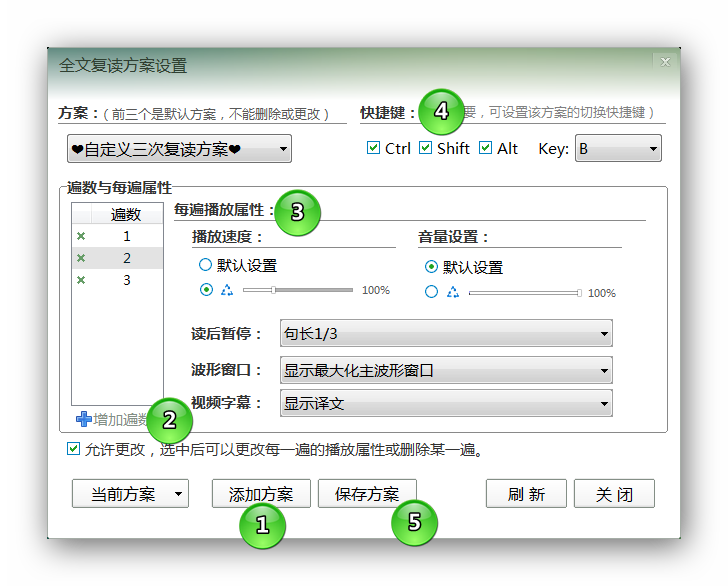 全文复读方案设置
方案：（前三个是默认方案，不能删除或更改）
快捷键：
4
要，可设置该方案的切换快捷键）
❤自定义三次复读方案❤
Ctrl Shift Alt Key: B
遍数与每遍属性
遍数
1
2
3
每遍播放属性：
3
播放速度：
默认设置
100%
音量设置：
默认设置
100%
读后暂停： 句长1/3
波形窗口： 显示最大化主波形窗口
视频字幕： 显示译文
增加遍数
2
允许更改，选中后可以更改每一遍的播放属性或删除某一遍。
当前方案 添加方案 保存方案 刷 新 关 闭
1
5